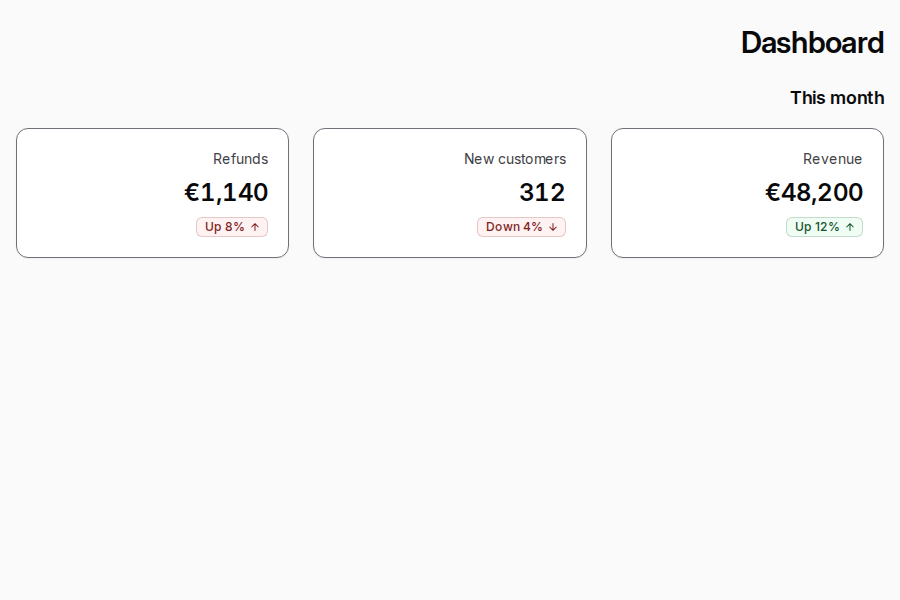 Dashboard
This month
Revenue
€48,200
Up 12% ↑
New customers
312
Down 4% ↓
Refunds
€1,140
Up 8% ↑